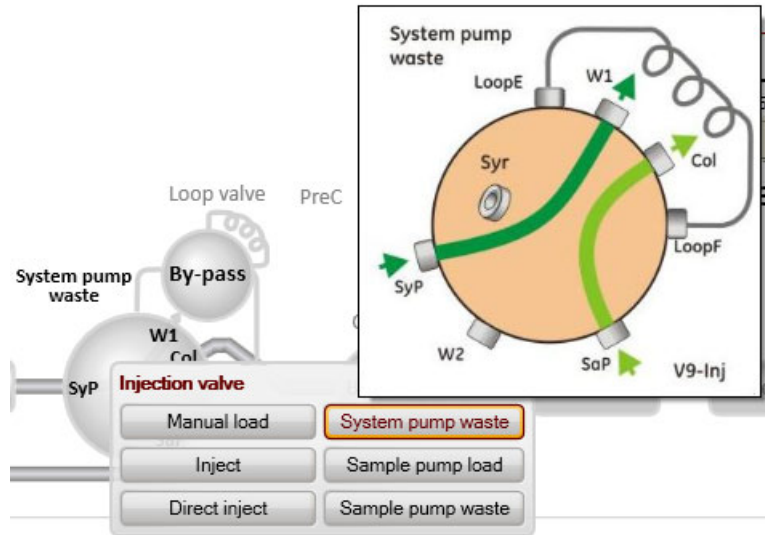 System pump
waste
LoopE
W1
Col
Syr
LoopF
SyP
W2
SaP
V9-Inj
Loop valve
PreC
System pump
waste
By-pass
W1
Col
SyP
Injection valve
Manual load
System pump waste
Inject
Sample pump load
Direct inject
Sample pump waste